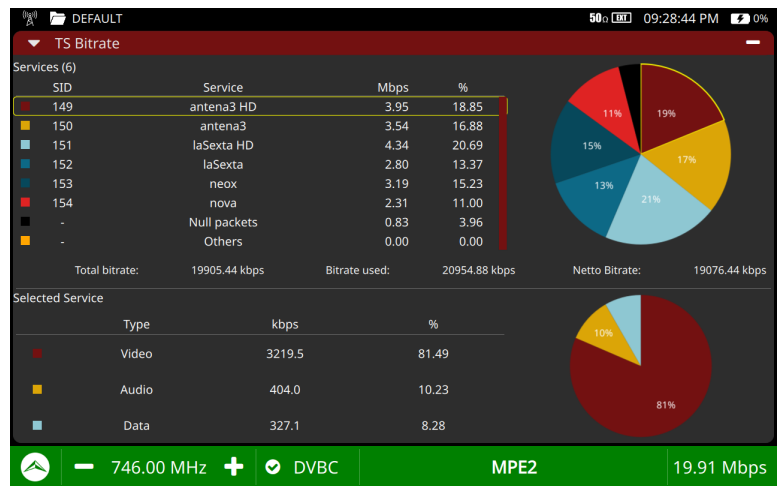 DEFAULT 50Ω EXT 09:28:44 PM 0%
TS Bitrate
Services (6)
SID Service Mbps %
149 antena3 HD 3.95 18.85
150 antena3 3.54 16.88
151 laSexta HD 4.34 20.69
152 laSexta 2.80 13.37
153 neox 3.19 15.23
154 nova 2.31 11.00
- Null packets 0.83 3.96
- Others 0.00 0.00
11% 19%
15% 17%
13% 21%
Total bitrate: 19905.44 kbps Bitrate used: 20954.88 kbps Netto Bitrate: 19076.44 kbps
Selected Service
Type kbps %
Video 3219.5 81.49
Audio 404.0 10.23
Data 327.1 8.28
10%
81%
746.00 MHz DVBC MPE2 19.91 Mbps